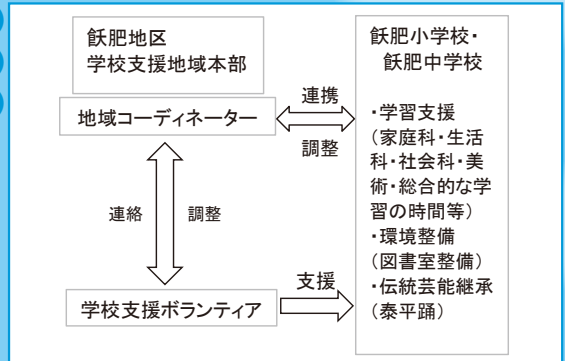 飫肥地区
学校支援地域本部
地域コーディネーター
連携
調整
連絡
調整
学校支援ボランティア
支援
飫肥小学校・
飫肥中学校
・学習支援
(家庭科・生活
科・社会科・美
術・総合的な学
習の時間等)
・環境整備
(図書室整備)
・伝統芸能継承
(泰平踊)